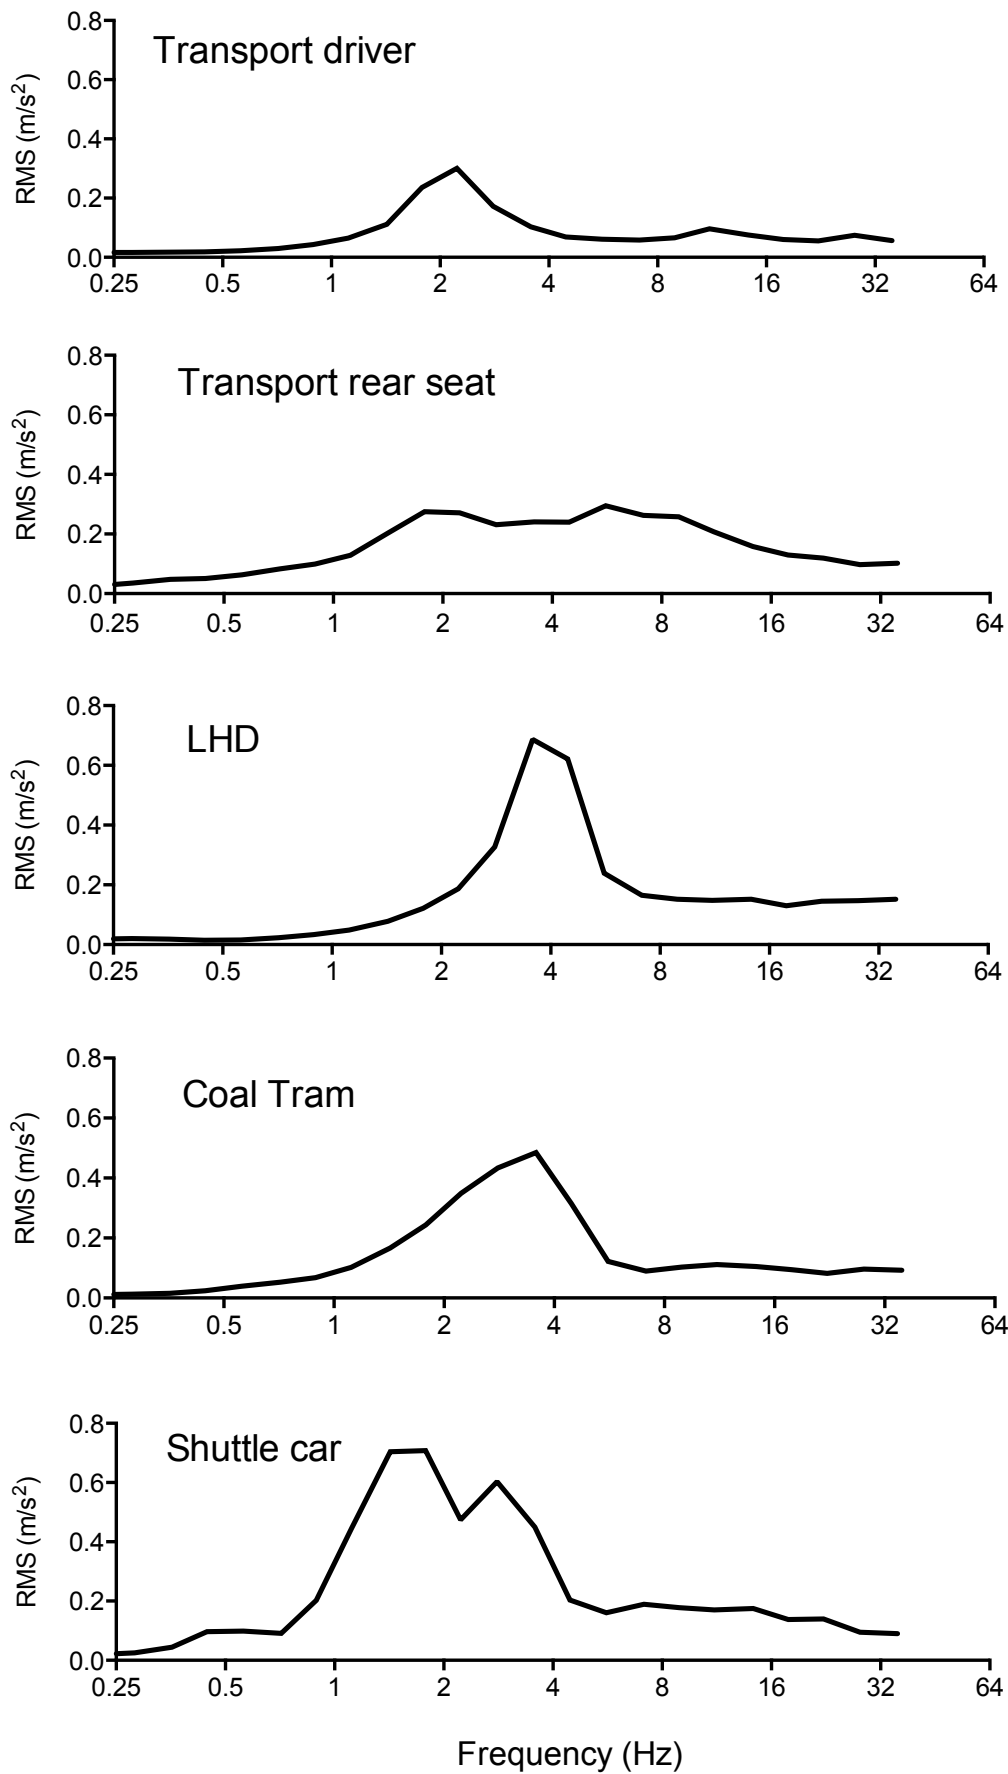 0.8
Transport driver
0.6
RMS (m/s²)
0.4
0.2
0.0
0.25 0.5 1 2 4 8 16 32 64
0.8
Transport rear seat
0.6
RMS (m/s²)
0.4
0.2
0.0
0.25 0.5 1 2 4 8 16 32 64
0.8
LHD
0.6
RMS (m/s²)
0.4
0.2
0.0
0.25 0.5 1 2 4 8 16 32 64
0.8
Coal Tram
0.6
RMS (m/s²)
0.4
0.2
0.0
0.25 0.5 1 2 4 8 16 32 64
0.8
Shuttle car
0.6
RMS (m/s²)
0.4
0.2
0.0
0.25 0.5 1 2 4 8 16 32 64
Frequency (Hz)